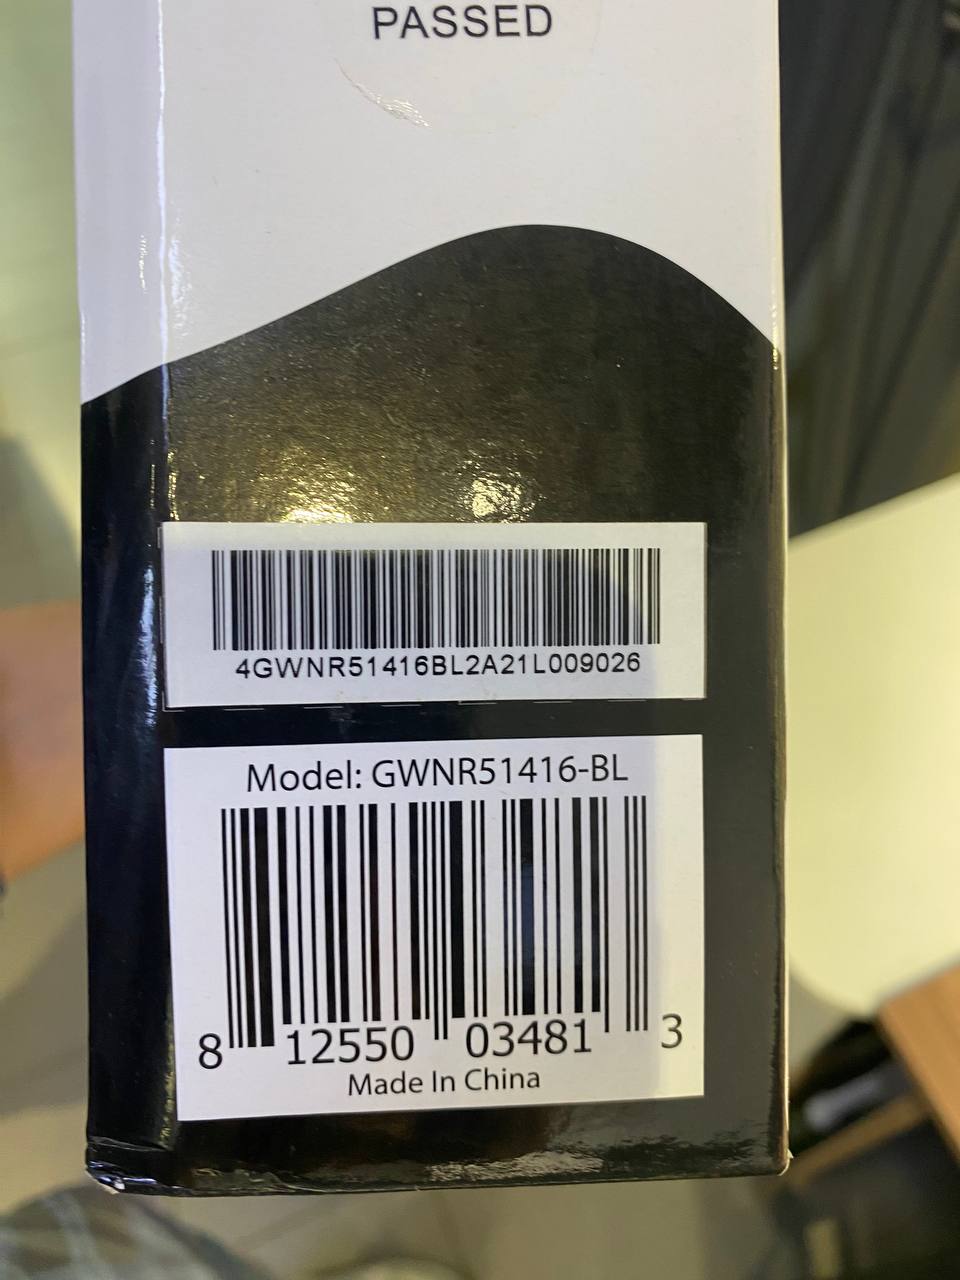 PASSED
4GWNR51416BL2A21L009026
Model: GWNR51416-BL
8 12550 03481 3
Made In China